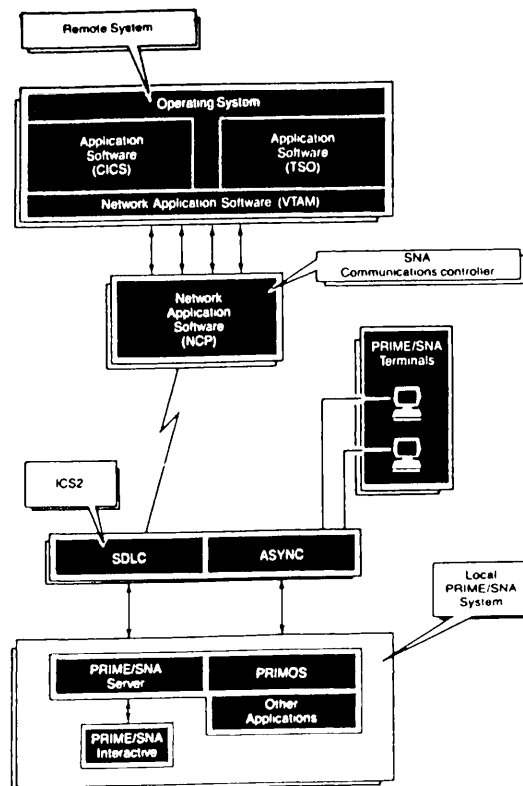 Remote System
Operating System
Application
Software
(CICS)
Application
Software
(TSO)
Network Application Software (VTAM)
SNA
Communications controller
Network
Application
Software
(NCP)
PRIME/SNA
Terminals
ICS2
SDLC
ASYNC
Local
PRIME/SNA
System
PRIME/SNA
Server
PRIMOS
Other
Applications
PRIME/SNA
Interactive